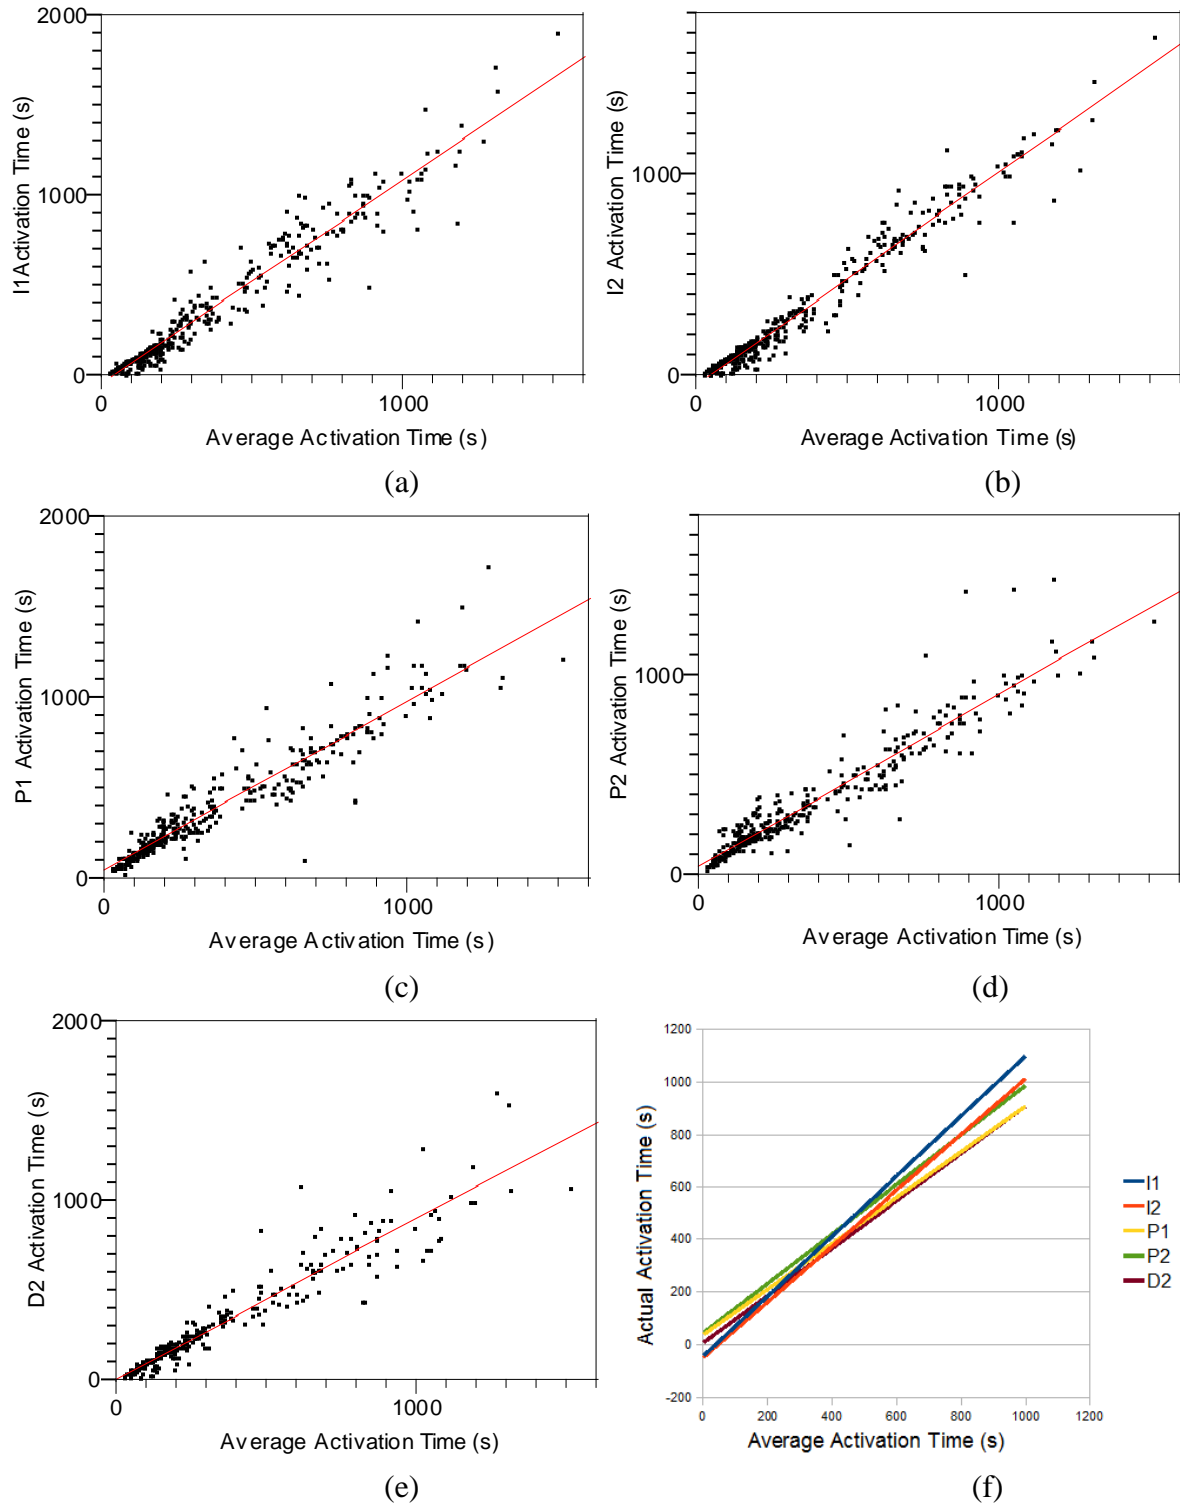 2000
1000
0
I1Activation Time (s)
0
1000
Average Activation Time (s)
(a)
1000
0
I2 Activation Time (s)
0
1000
Average Activation Time (s)
(b)
2000
1000
0
P1 Activation Time (s)
0
1000
Average Activation Time (s)
(c)
1000
0
P2 Activation Time (s)
0
1000
Average Activation Time (s)
(d)
2000
1000
0
D2 Activation Time (s)
0
1000
Average Activation Time (s)
(e)
1200
1000
800
600
400
200
0
-200
Actual Activation Time (s)
0
200
400
600
800
1000
1200
Average Activation Time (s)
I1
I2
P1
P2
D2
(f)